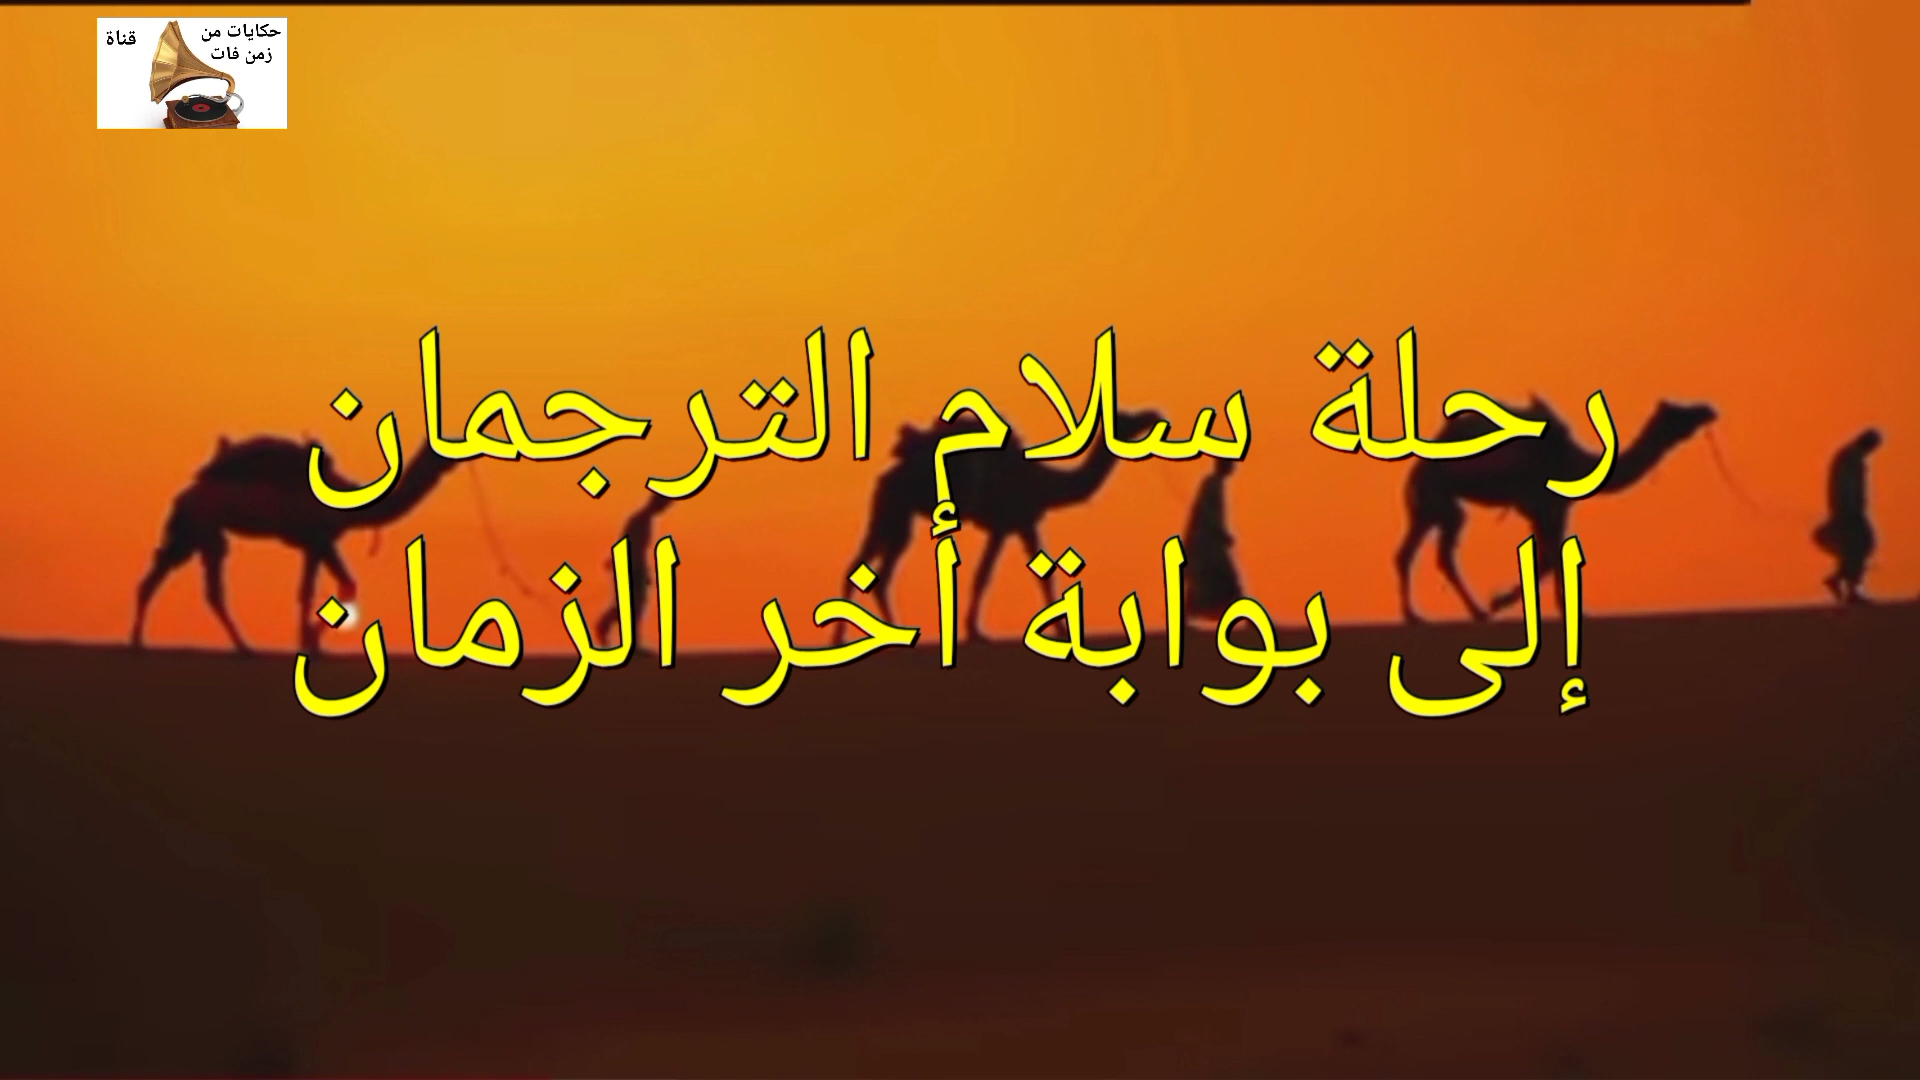 قناة
حكايات من
زمن فات
رحلة سلام الترجمان
إلى بوابة أخر الزمان